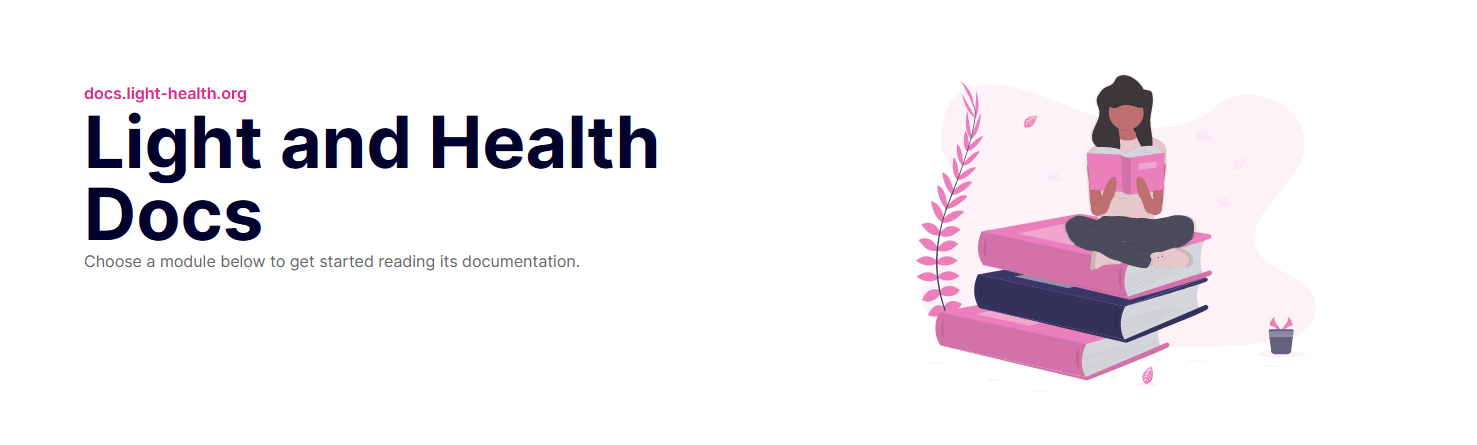 docs.light-health.org
Light and Health
Docs
Choose a module below to get started reading its documentation.